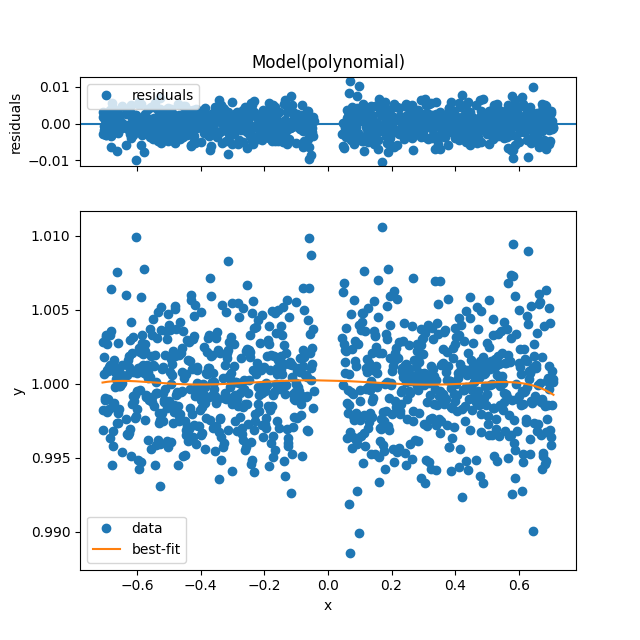 Model(polynomial)
residuals
0.01
0.00
−0.01
residuals
1.010
1.005
1.000
0.995
0.990
y
data
best-fit
−0.6 −0.4 −0.2 0.0 0.2 0.4 0.6
x